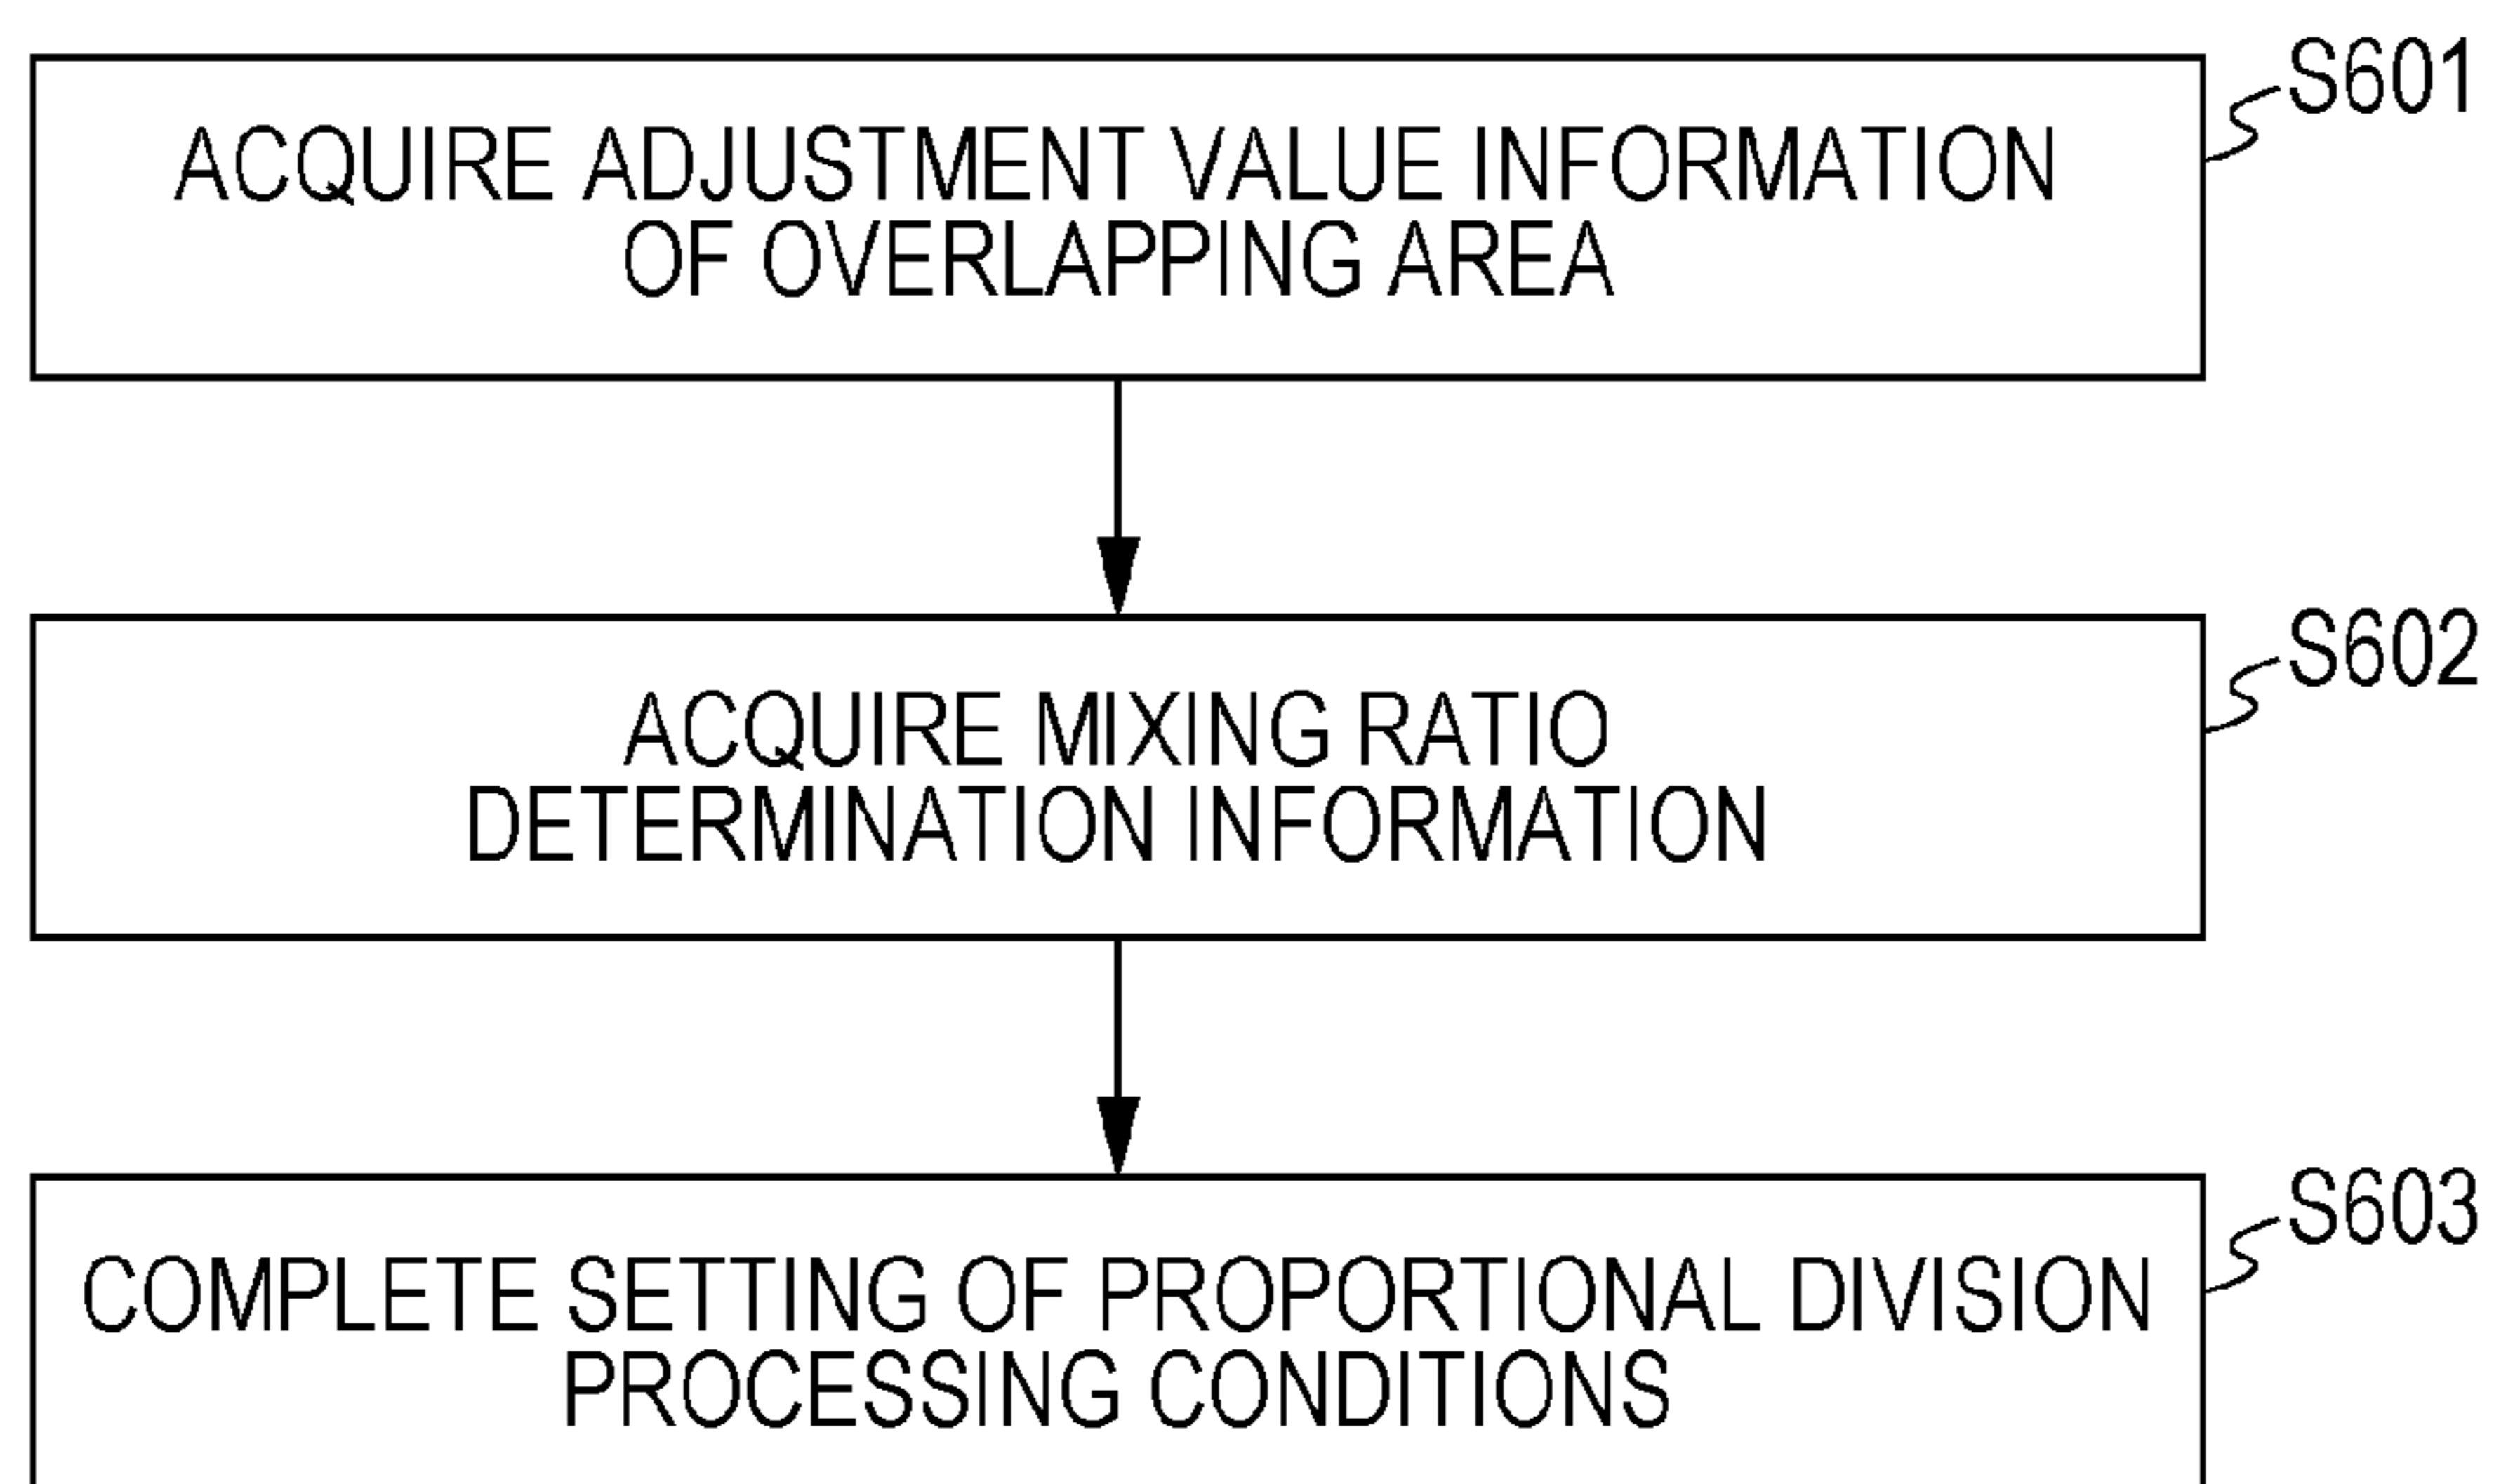 S601
ACQUIRE ADJUSTMENT VALUE INFORMATION
OF OVERLAPPING AREA
S602
ACQUIRE MIXING RATIO
DETERMINATION INFORMATION
S603
COMPLETE SETTING OF PROPORTIONAL DIVISION
PROCESSING CONDITIONS